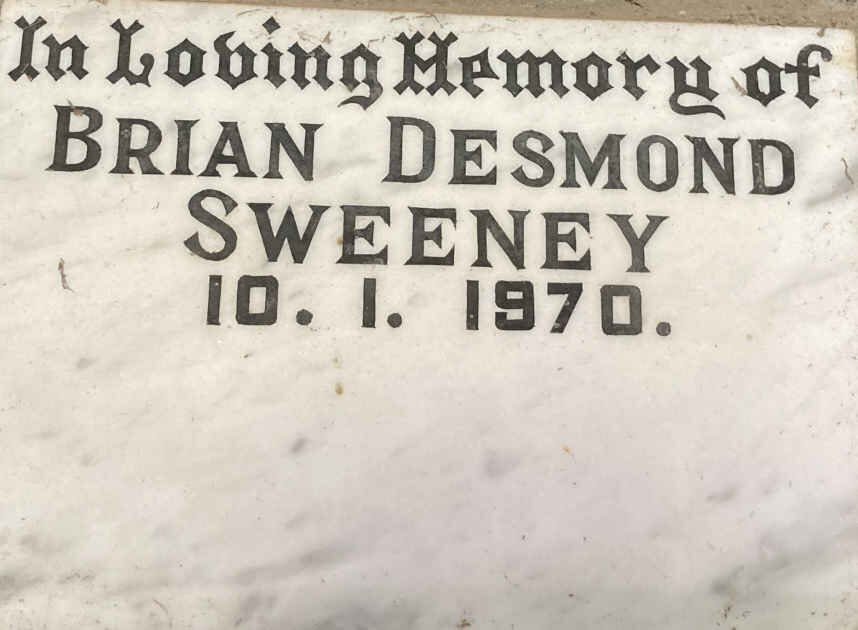 In Loving Memory of
BRIAN DESMOND
SWEENEY
10. 1. 1970.